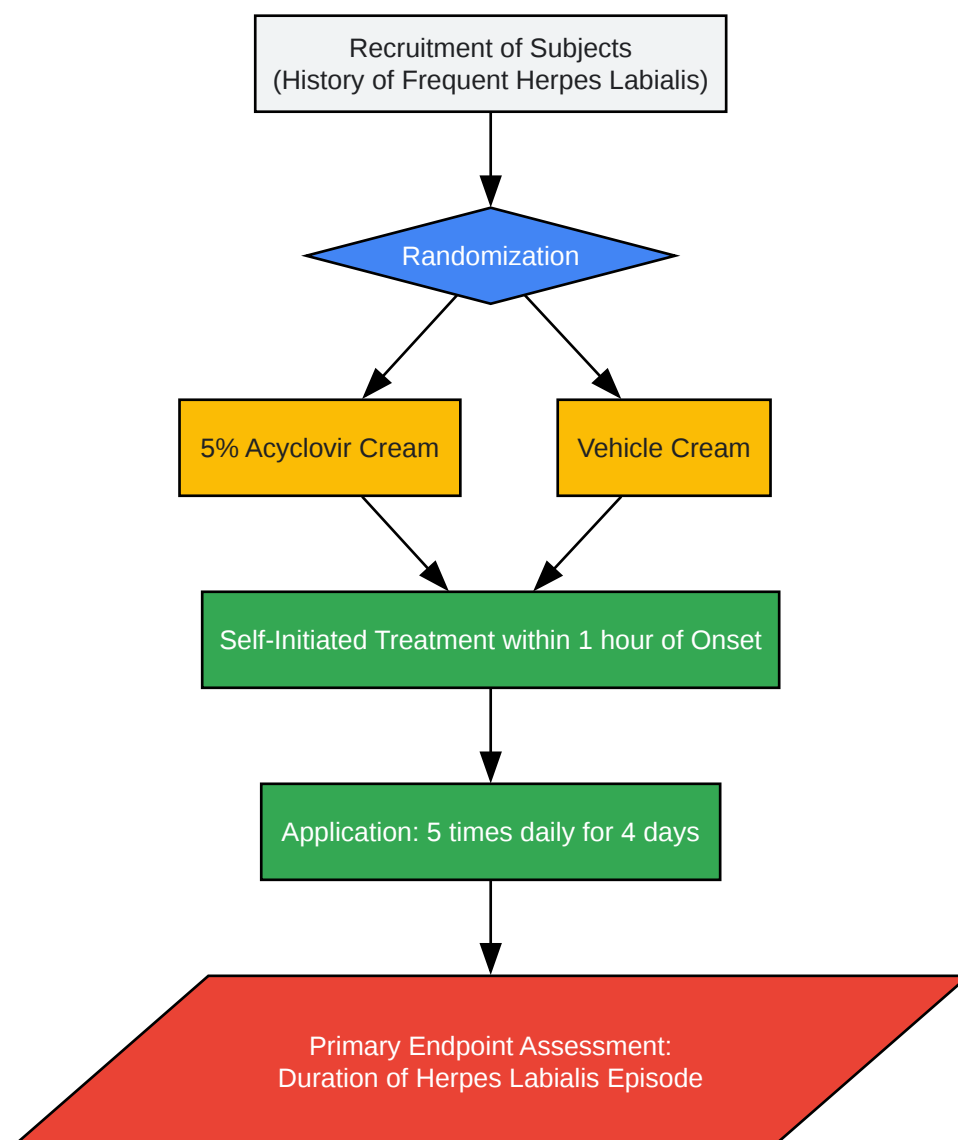 Recruitment of Subjects
(History of Frequent Herpes Labialis)
Randomization
5% Acyclovir Cream
Vehicle Cream
Self-Initiated Treatment within 1 hour of Onset
Application: 5 times daily for 4 days
Primary Endpoint Assessment:
Duration of Herpes Labialis Episode